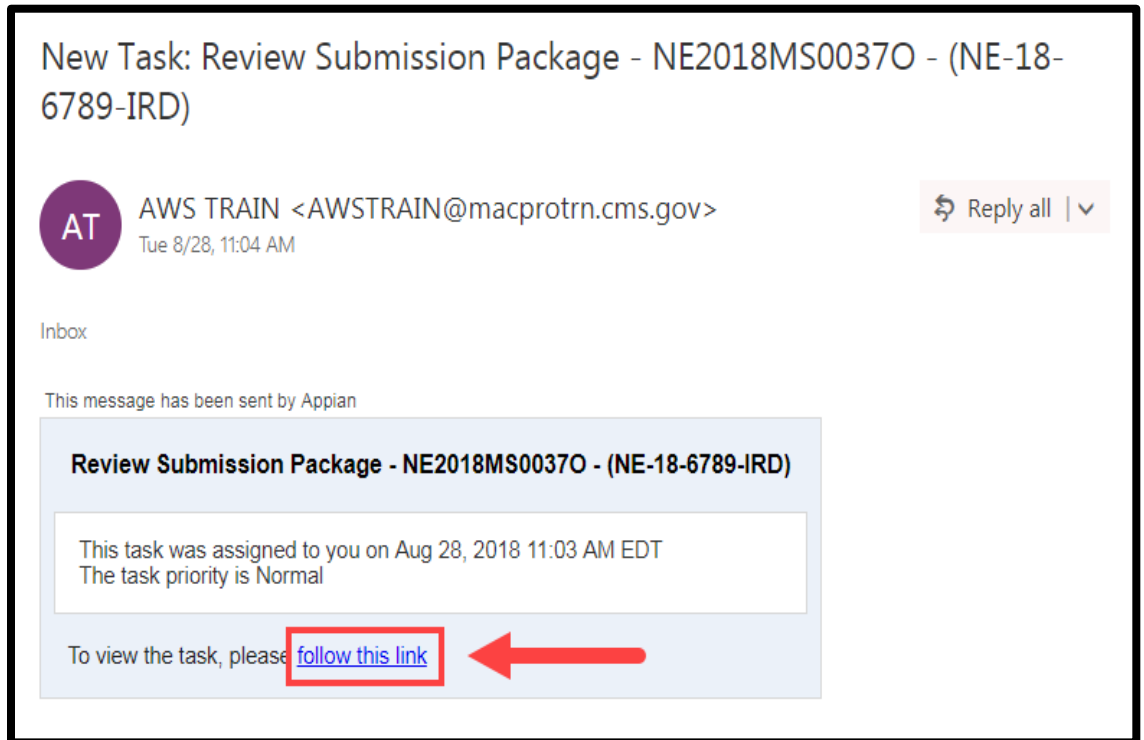 New Task: Review Submission Package - NE2018MS0037O - (NE-18-
6789-IRD)
AT
AWS TRAIN <AWSTRAIN@macprotrn.cms.gov>
Reply all
Tue 8/28, 11:04 AM
Inbox
This message has been sent by Appian
Review Submission Package - NE2018MS0037O - (NE-18-6789-IRD)
This task was assigned to you on Aug 28, 2018 11:03 AM EDT
The task priority is Normal
To view the task, please follow this link